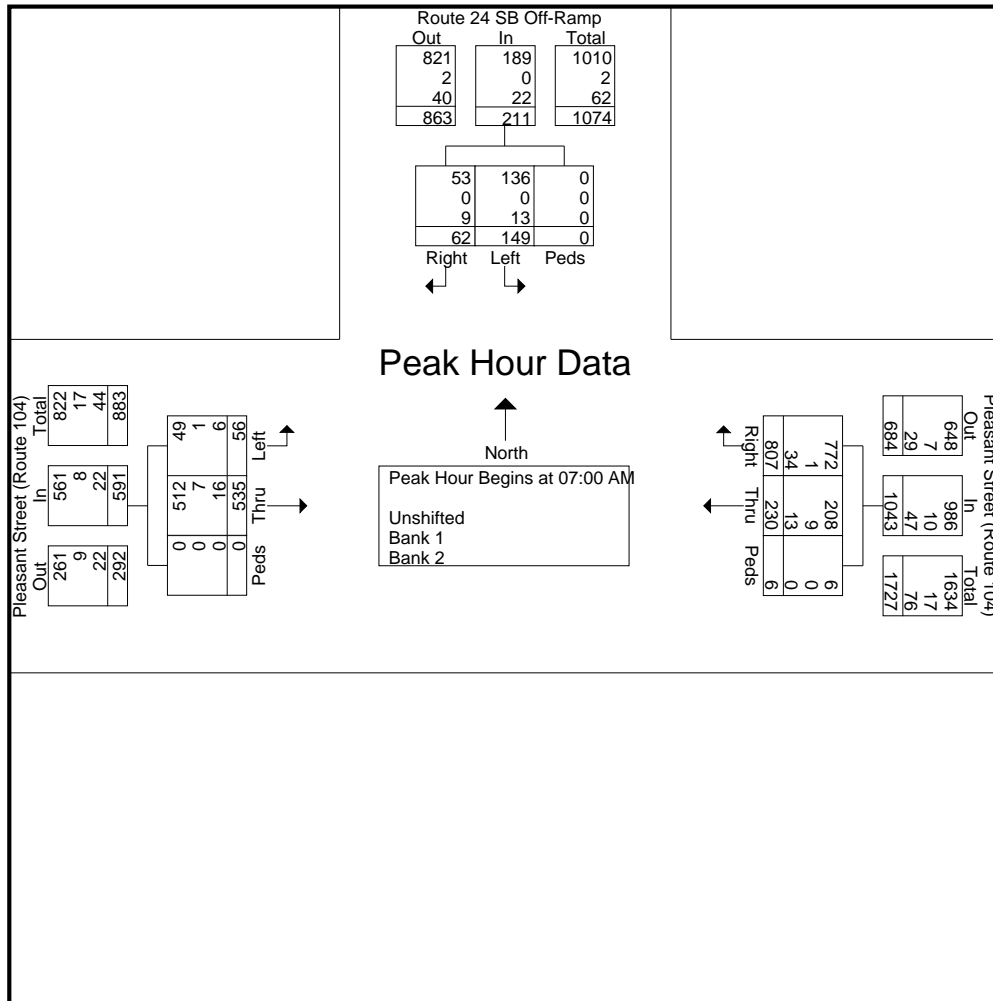 Route 24 SB Off-Ramp
Out In Total
821 189 1010
2 0 2
40 22 62
863 211 1074
53 136 0
0 0 0
9 13 0
62 149 0
Right Left Peds
Peak Hour Data
North
Peak Hour Begins at 07:00 AM
Unshifted
Bank 1
Bank 2
Pleasant Street (Route 104)
Out In Total
261 561 822
9 8 17
22 22 44
292 591 883
Left Thru Peds
49 512 0
1 7 0
6 16 0
56 535 0
Right Thru Peds
772 208 6
1 9 0
34 13 0
807 230 6
Pleasant Street (Route 104)
Out In Total
648 986 1634
7 10 17
29 47 76
684 1043 1727